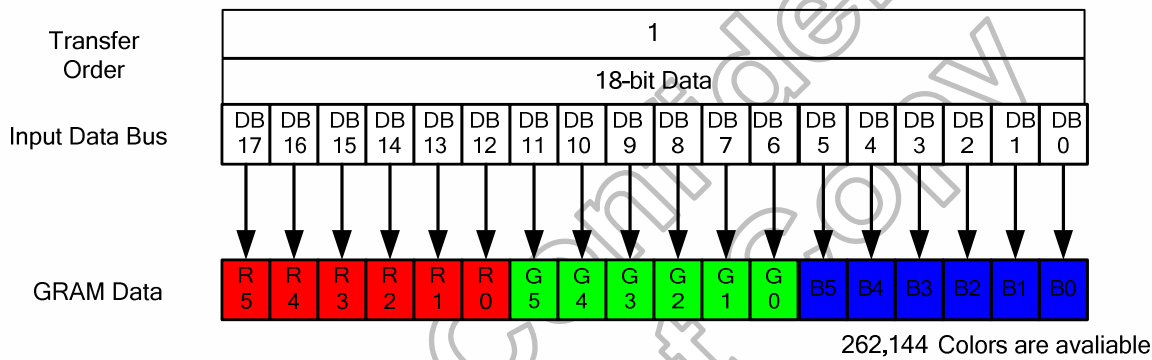 Transfer Order
1
18-bit Data
Input Data Bus
DB 17 DB 16 DB 15 DB 14 DB 13 DB 12 DB 11 DB 10 DB 9 DB 8 DB 7 DB 6 DB 5 DB 4 DB 3 DB 2 DB 1 DB 0
GRAM Data
R 5 R 4 R 3 R 2 R 1 R 0 G 5 G 4 G 3 G 2 G 1 G 0 B5 B4 B3 B2 B1 B0
262,144 Colors are avaliable
Copy